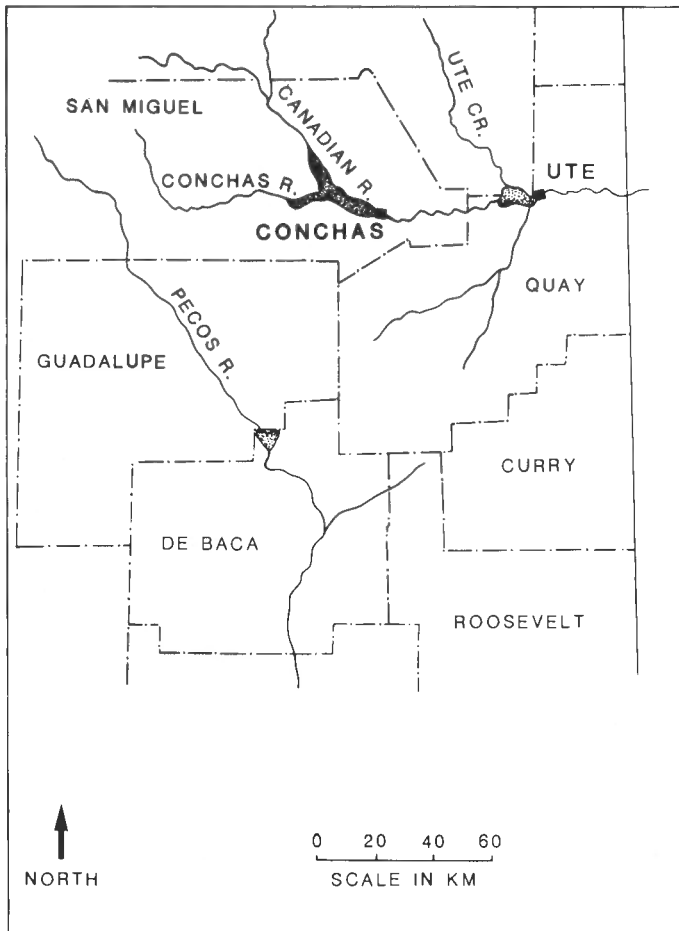 UTE CR.
SAN MIGUEL
CANADIAN R.
CONCHAS R.
UTE
CONCHAS
QUAY
PECOS R.
GUADALUPE
CURRY
DE BACA
ROOSEVELT
0 20 40 60
NORTH
SCALE IN KM